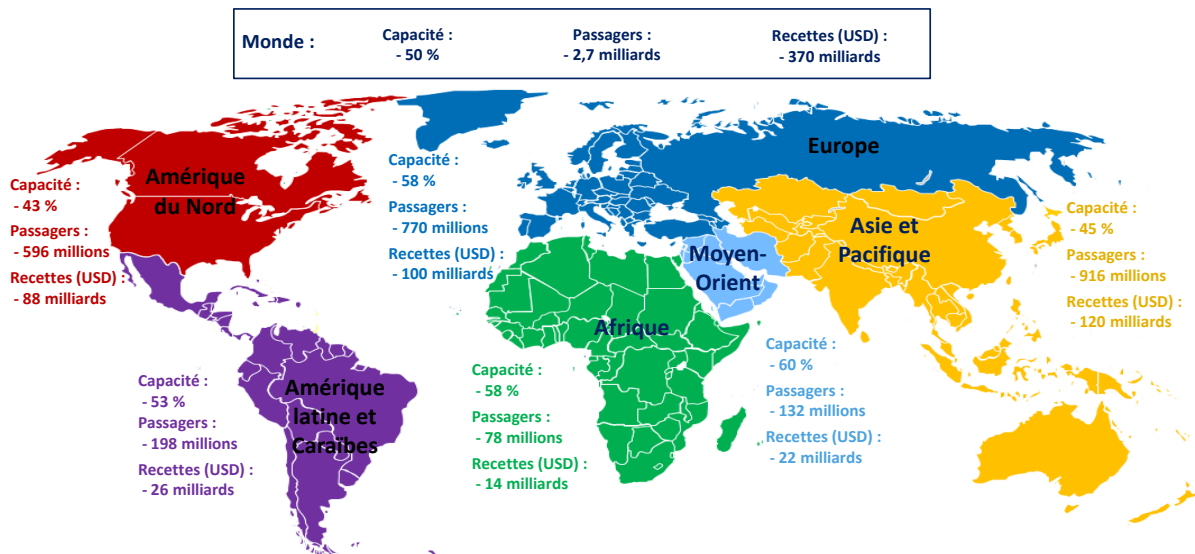 Monde :
Capacité :
- 50 %
Passagers :
- 2,7 milliards
Recettes (USD) :
- 370 milliards
Amérique
du Nord
Capacité :
- 43 %
Passagers :
- 596 millions
Recettes (USD) :
- 88 milliards
Europe
Capacité :
- 58 %
Passagers :
- 770 millions
Recettes (USD) :
- 100 milliards
Asie et
Pacifique
Capacité :
- 45 %
Passagers :
- 916 millions
Recettes (USD) :
- 120 milliards
Moyen-
Orient
Capacité :
- 60 %
Passagers :
- 132 millions
Recettes (USD) :
- 22 milliards
Afrique
Capacité :
- 58 %
Passagers :
- 78 millions
Recettes (USD) :
- 14 milliards
Amérique
latine et
Caraïbes
Capacité :
- 53 %
Passagers :
- 198 millions
Recettes (USD) :
- 26 milliards